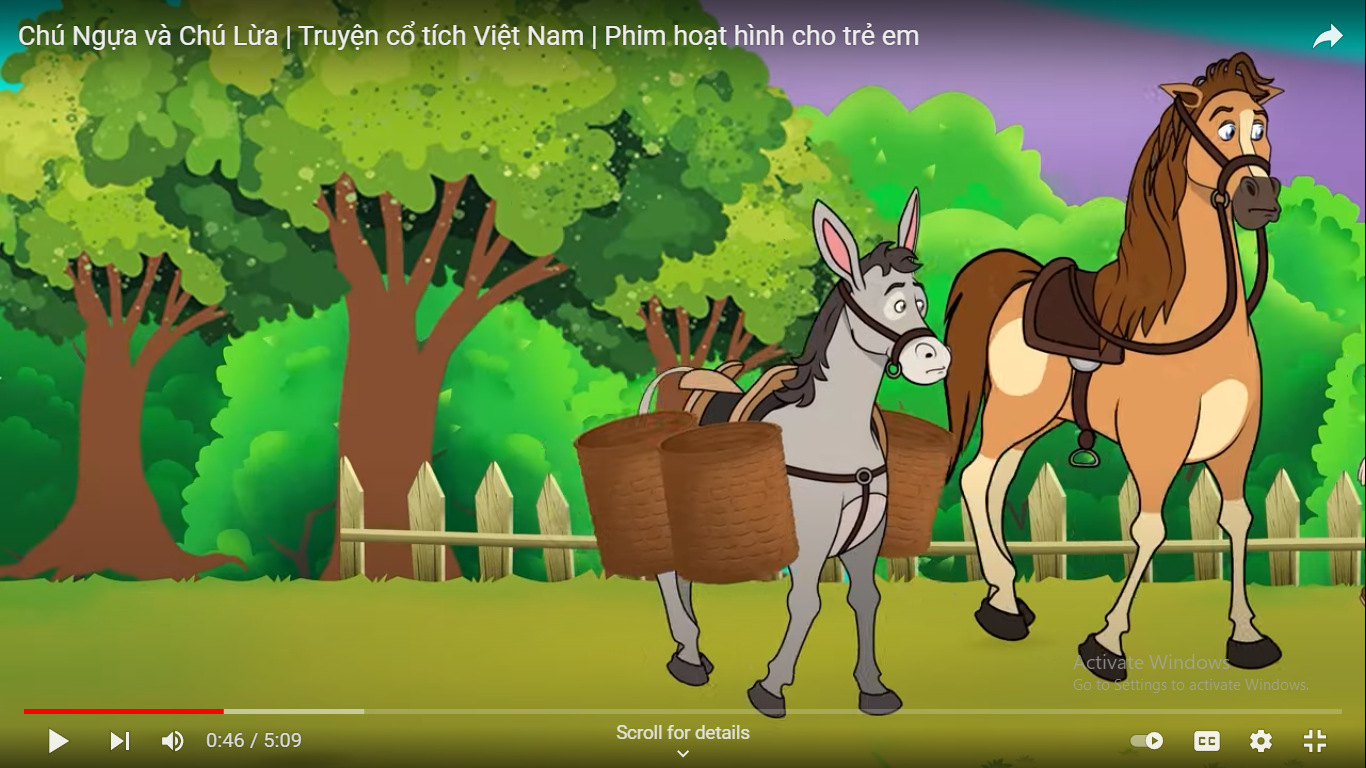 Chú Ngựa và Chú Lừa | Truyện cổ tích Việt Nam | Phim hoạt hình cho trẻ em
Activate Windows
Go to Settings to activate Windows.
Scroll for details
0:46 / 5:09
CC